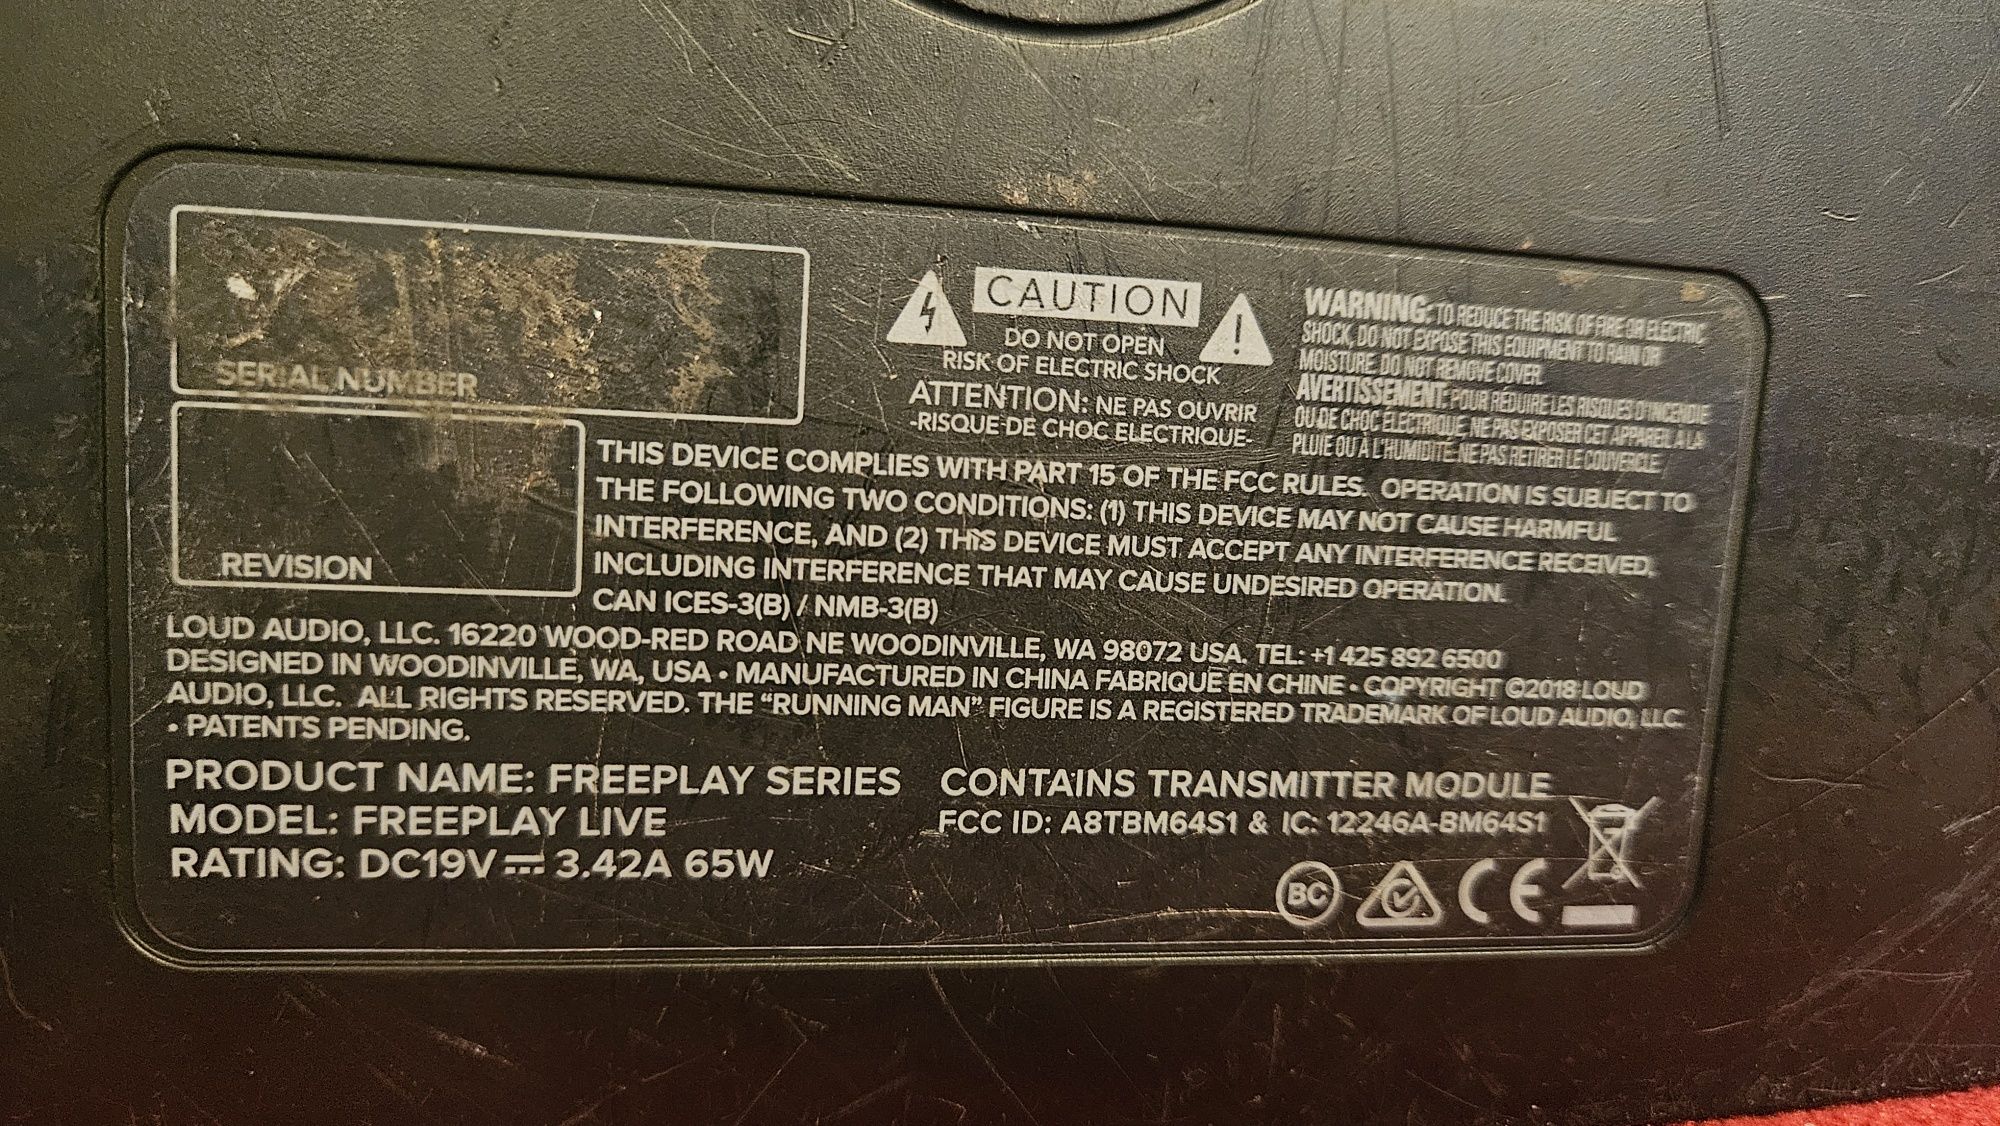 SERIAL NUMBER
REVISION
CAUTION
DO NOT OPEN
RISK OF ELECTRIC SHOCK
ATTENTION: NE PAS OUVRIR
-RISQUE DE CHOC ELECTRIQUE-
WARNING: TO REDUCE THE RISK OF FIRE OR ELECTRIC
SHOCK, DO NOT EXPOSE THIS EQUIPMENT TO RAIN OR
MOISTURE. DO NOT REMOVE COVER.
AVERTISSEMENT: POUR RÉDUIRE LES RISQUES D'INCENDIE
OU DE CHOC ÉLECTRIQUE, NE PAS EXPOSER CET APPAREIL A LA
PLUIE OU À L'HUMIDITÉ. NE PAS RETIRER LE COUVERCLE.
THIS DEVICE COMPLIES WITH PART 15 OF THE FCC RULES. OPERATION IS SUBJECT TO
THE FOLLOWING TWO CONDITIONS: (1) THIS DEVICE MAY NOT CAUSE HARMFUL
INTERFERENCE, AND (2) THIS DEVICE MUST ACCEPT ANY INTERFERENCE RECEIVED,
INCLUDING INTERFERENCE THAT MAY CAUSE UNDESIRED OPERATION.
CAN ICES-3(B) / NMB-3(B)
LOUD AUDIO, LLC. 16220 WOOD-RED ROAD NE WOODINVILLE, WA 98072 USA. TEL: +1 425 892 6500
DESIGNED IN WOODINVILLE, WA, USA • MANUFACTURED IN CHINA FABRIQUE EN CHINE • COPYRIGHT ©2018 LOUD
AUDIO, LLC. ALL RIGHTS RESERVED. THE “RUNNING MAN” FIGURE IS A REGISTERED TRADEMARK OF LOUD AUDIO, LLC.
• PATENTS PENDING.
PRODUCT NAME: FREEPLAY SERIES
MODEL: FREEPLAY LIVE
RATING: DC19V⎓ 3.42A 65W
CONTAINS TRANSMITTER MODULE
FCC ID: A8TBM64S1 & IC: 12246A-BM64S1
BC
CE